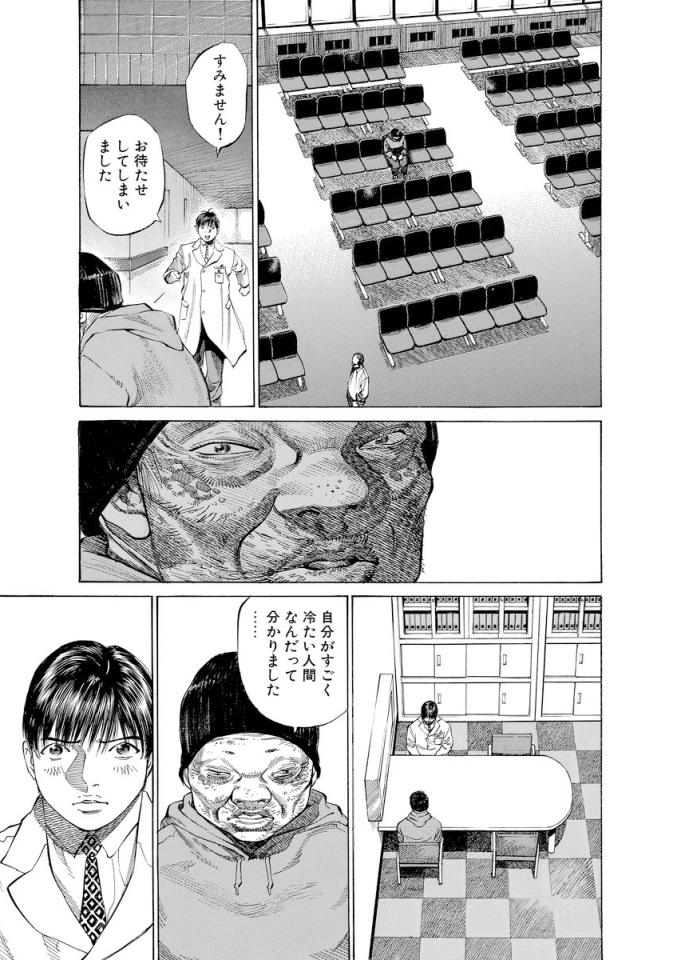 すみません！
お待たせ
してしまい
ました
自分がすごく
冷たい人間
なんだって
分かりました
……